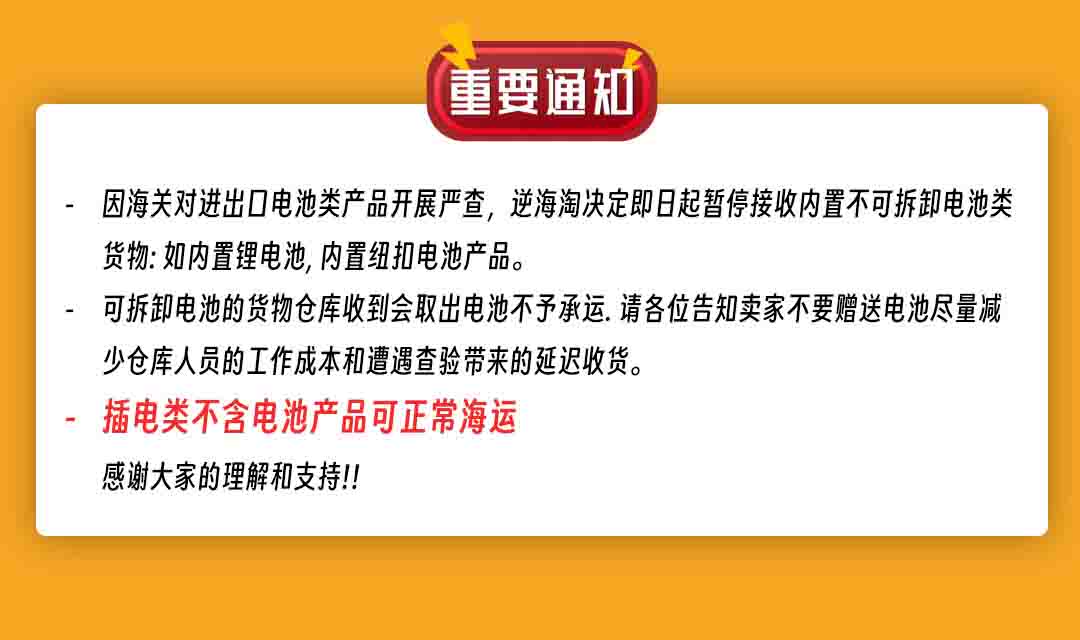 重要通知
- 因海关对进出口电池类产品开展严查，逆海淘决定即日起暂停接收内置不可拆卸电池类
货物: 如内置锂电池, 内置纽扣电池产品。
- 可拆卸电池的货物仓库收到会取出电池不予承运. 请各位告知卖家不要赠送电池尽量减
少仓库人员的工作成本和遭遇查验带来的延迟收货。
- 插电类不含电池产品可正常海运
感谢大家的理解和支持!!